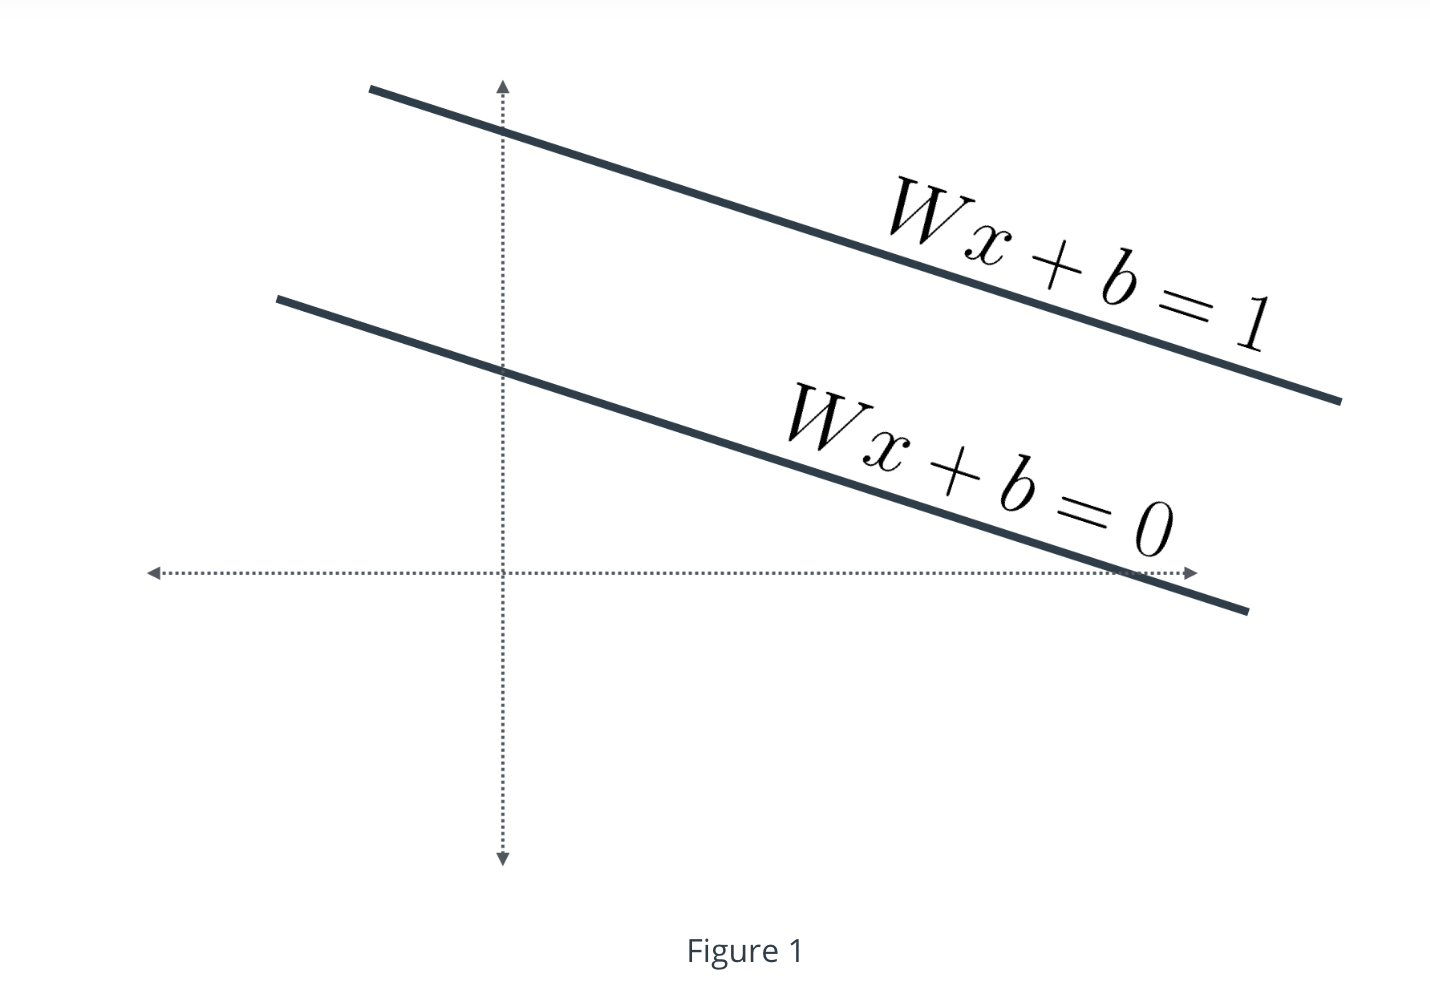 Wx + b = 1
Wx + b = 0
Figure 1